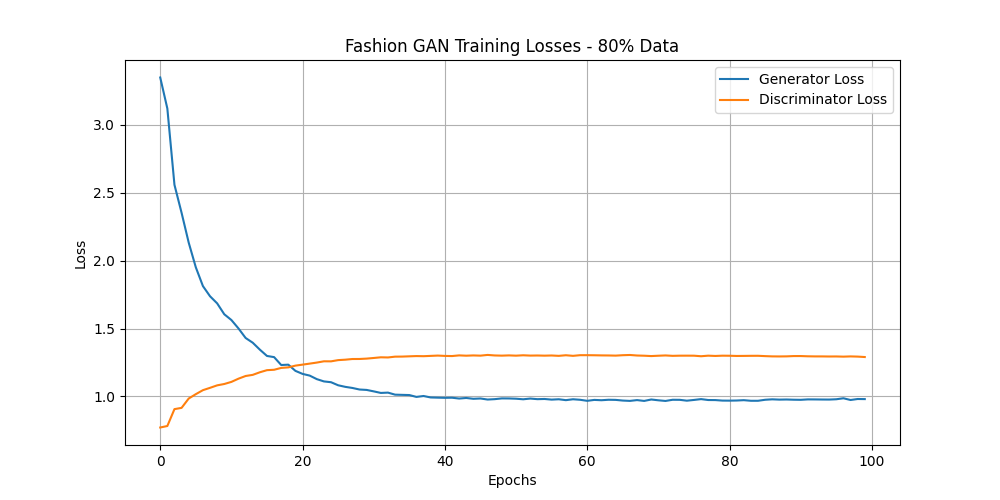 Fashion GAN Training Losses - 80% Data
Generator Loss
Discriminator Loss
3.0
2.5
2.0
1.5
1.0
Loss
0 20 40 60 80 100
Epochs